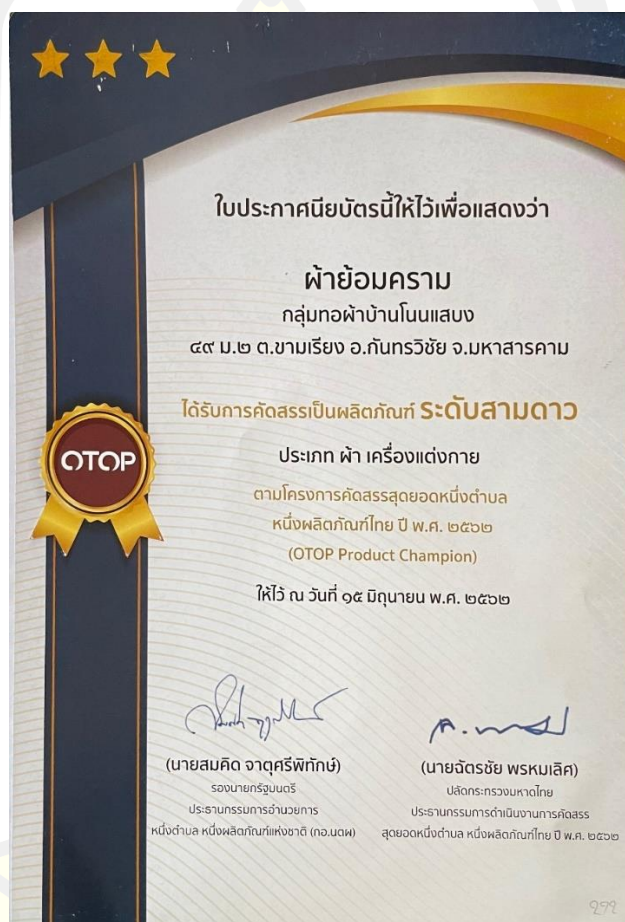 ใบประกาศนียบัตรนี้ให้ไว้เพื่อแสดงว่า
ผ้าย้อมคราม
กลุ่มทอผ้าบ้านโนนแสบง
๔๙ ม.๒ ต.ขามเรียง อ.กันทรวิชัย จ.มหาสารคาม
ได้รับการคัดสรรเป็นผลิตภัณฑ์ ระดับสามดาว
OTOP
ประเภท ผ้า เครื่องแต่งกาย
ตามโครงการคัดสรรสุดยอดหนึ่งตำบล
หนึ่งผลิตภัณฑ์ไทย ปี พ.ศ. ๒๕๖๒
(OTOP Product Champion)
ให้ไว้ ณ วันที่ ๑๕ มิถุนายน พ.ศ. ๒๕๖๒
(นายสมคิด จาตุศรีพิทักษ์)
รองนายกรัฐมนตรี
ประธานกรรมการอำนวยการ
หนึ่งตำบล หนึ่งผลิตภัณฑ์แห่งชาติ (กอ.นตผ)
(นายฉัตรชัย พรหมเลิศ)
ปลัดกระทรวงมหาดไทย
ประธานกรรมการดำเนินงานการคัดสรร
สุดยอดหนึ่งตำบล หนึ่งผลิตภัณฑ์ไทย ปี พ.ศ. ๒๕๖๒